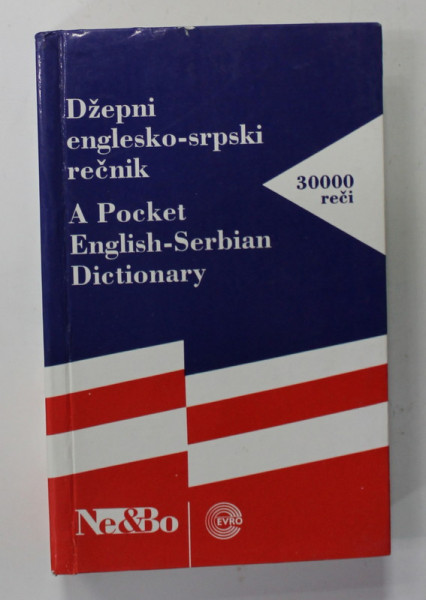 Džepni
englesko-srpski
rečnik
30000
reči
A Pocket
English-Serbian
Dictionary
Ne&Bo
EVRO